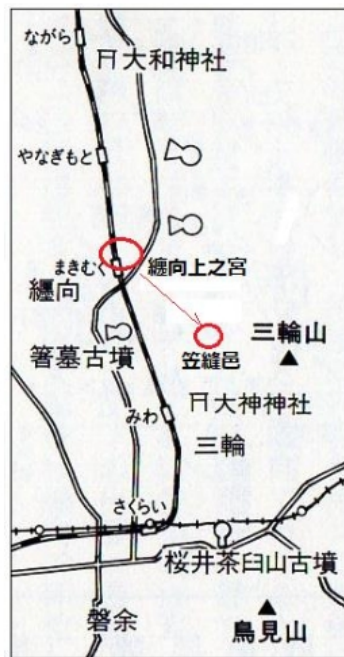 ながら
大和神社
やなぎもと
まきむく
纏向上之宮
纒向
笠縫邑
三輪山
箸墓古墳
大神神社
みわ
三輪
さくらい
桜井茶臼山古墳
磐余
鳥見山